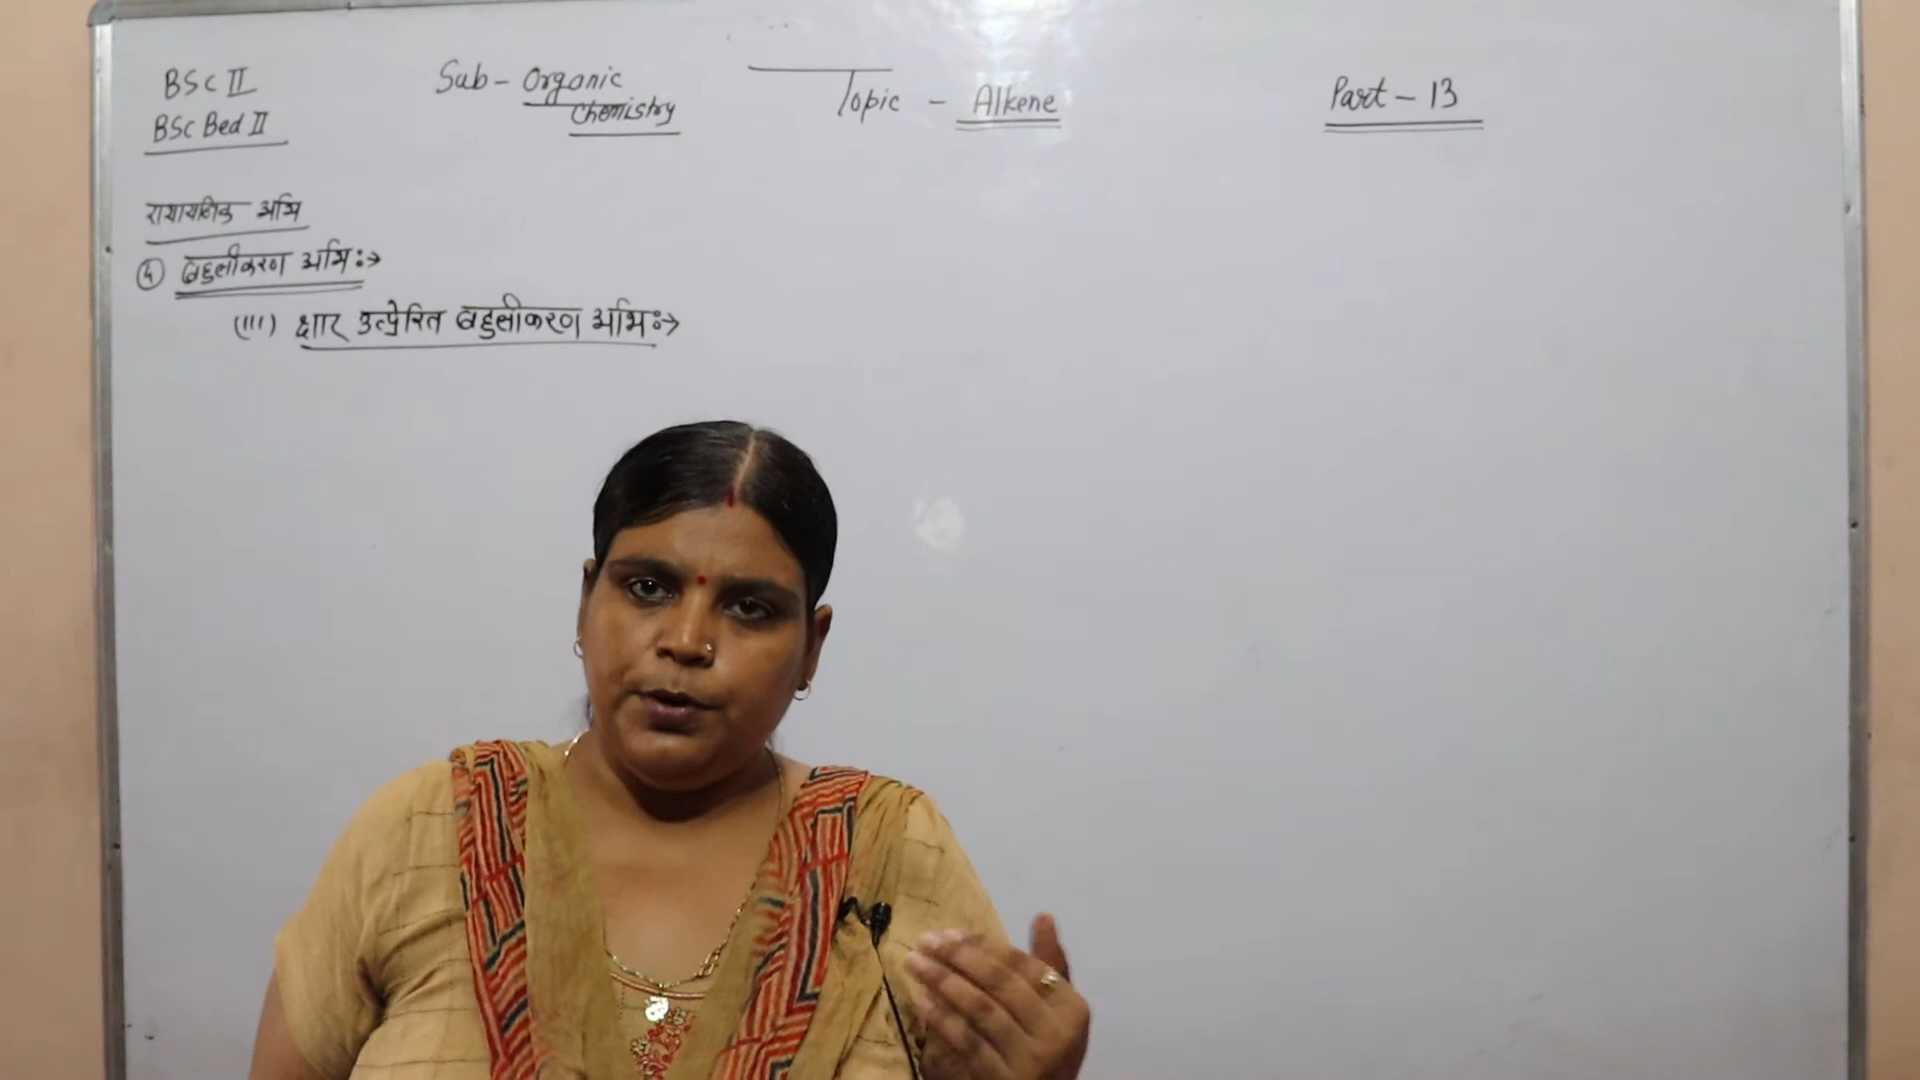 BSc II
BSc Bed II
Sub - Organic
Chemistry
Topic - Alkene
Part - 13
रासायनिक अभि
④ बहुलीकरण अभि :→
(111) क्षार उत्प्रेरित बहुलीकरण अभि :→